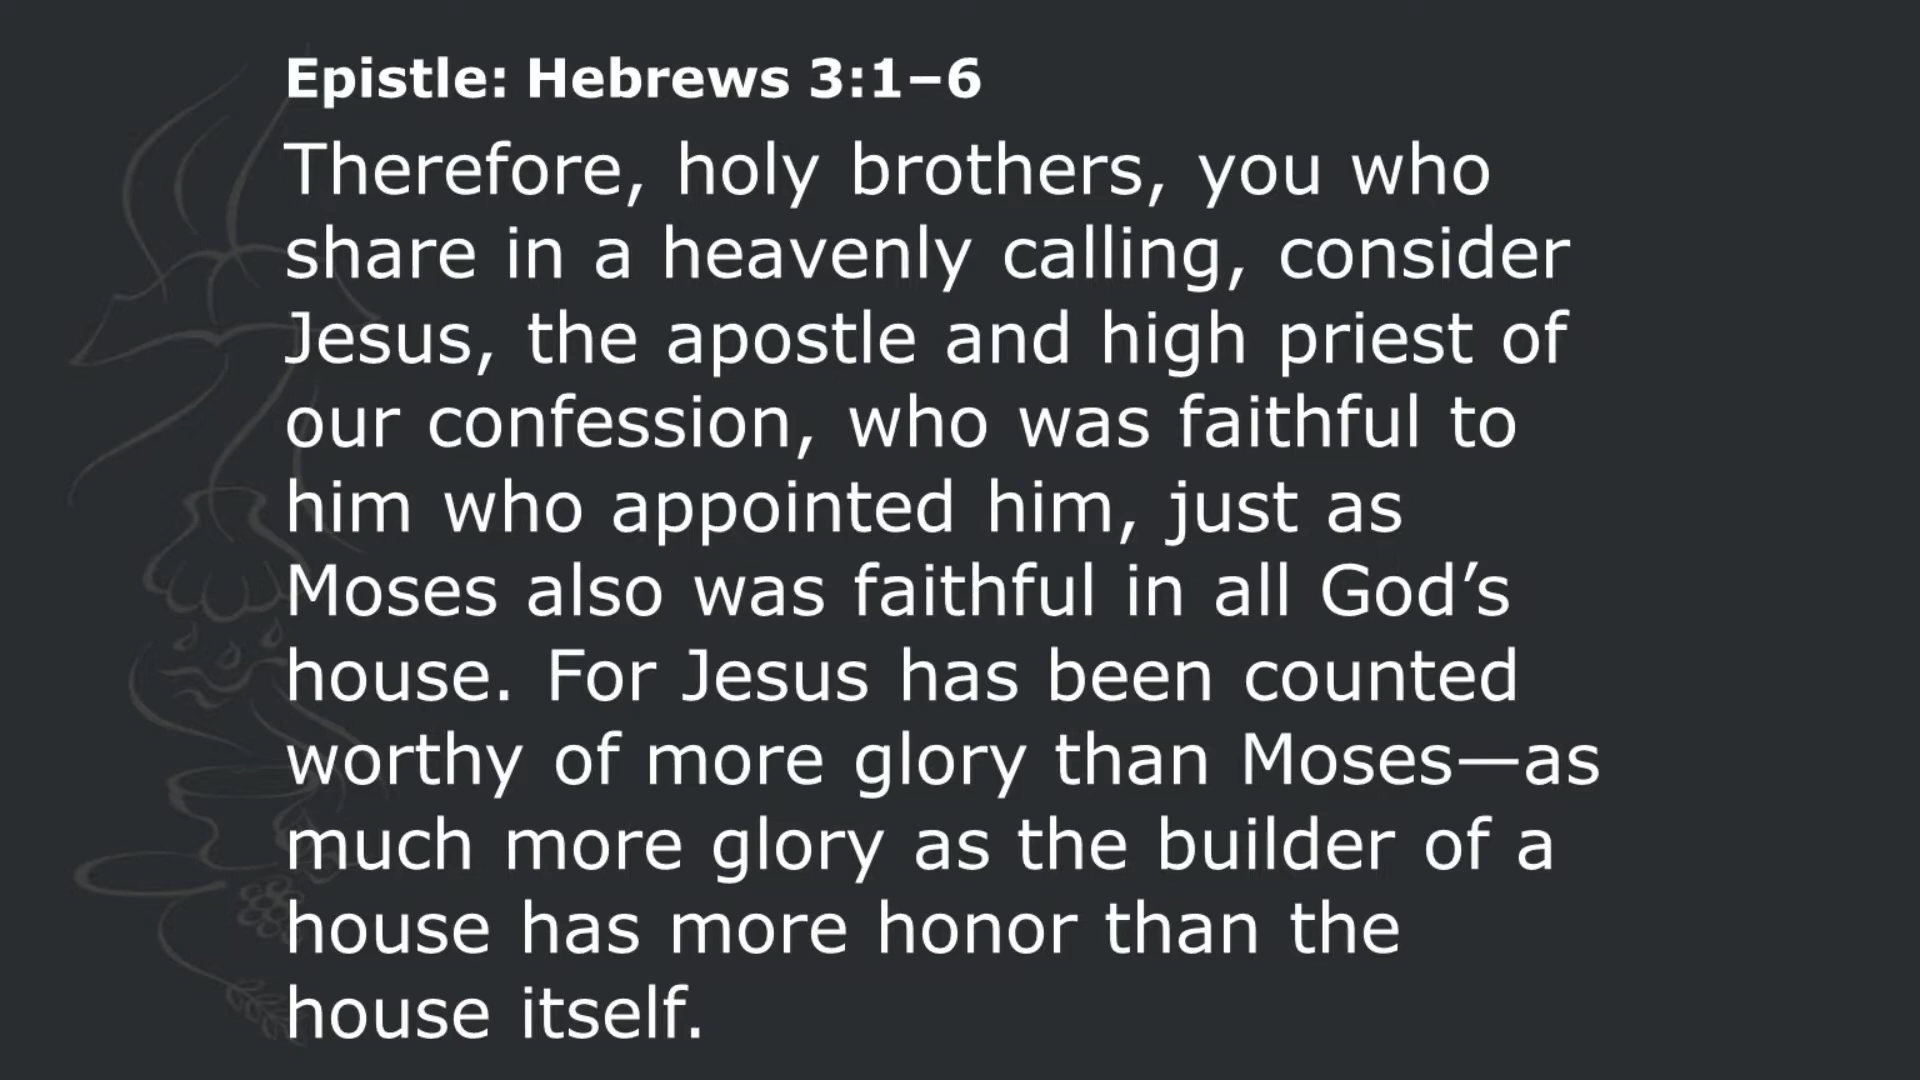 Epistle: Hebrews 3:1–6
Therefore, holy brothers, you who
share in a heavenly calling, consider
Jesus, the apostle and high priest of
our confession, who was faithful to
him who appointed him, just as
Moses also was faithful in all God’s
house. For Jesus has been counted
worthy of more glory than Moses—as
much more glory as the builder of a
house has more honor than the
house itself.